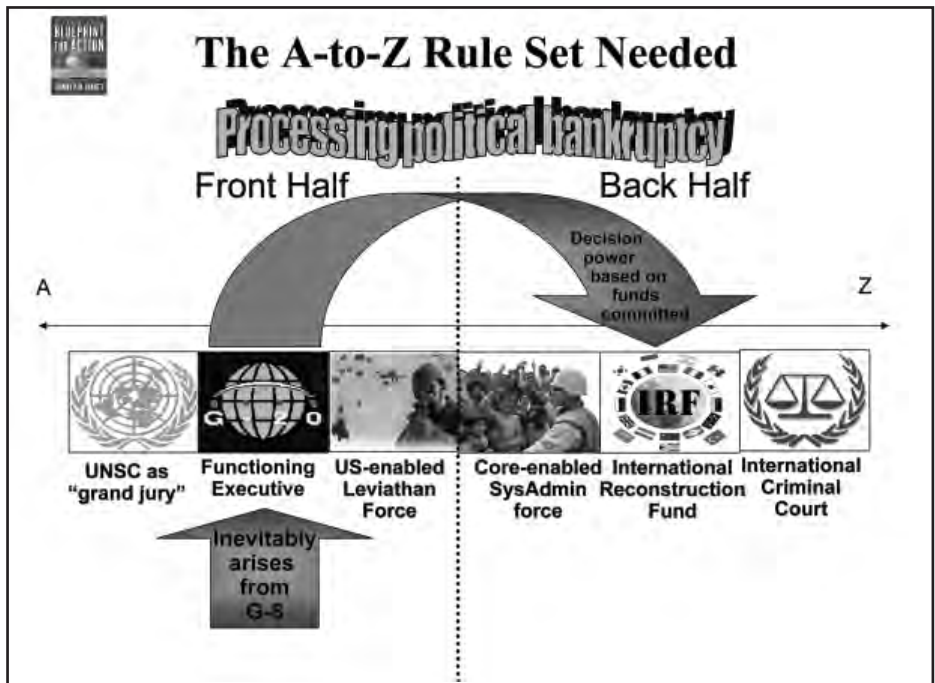 BLUEPRINT
FOR ACTION
The A-to-Z Rule Set Needed
Processing political bankruptcy
Front Half
Back Half
Decision
power
based on
funds
committed
A
Z
G 20
IRF
UNSC as
"grand jury"
Functioning
Executive
US-enabled
Leviathan
Force
Core-enabled
SysAdmin
force
International
Reconstruction
Fund
International
Criminal
Court
Inevitably
arises
from
G-8